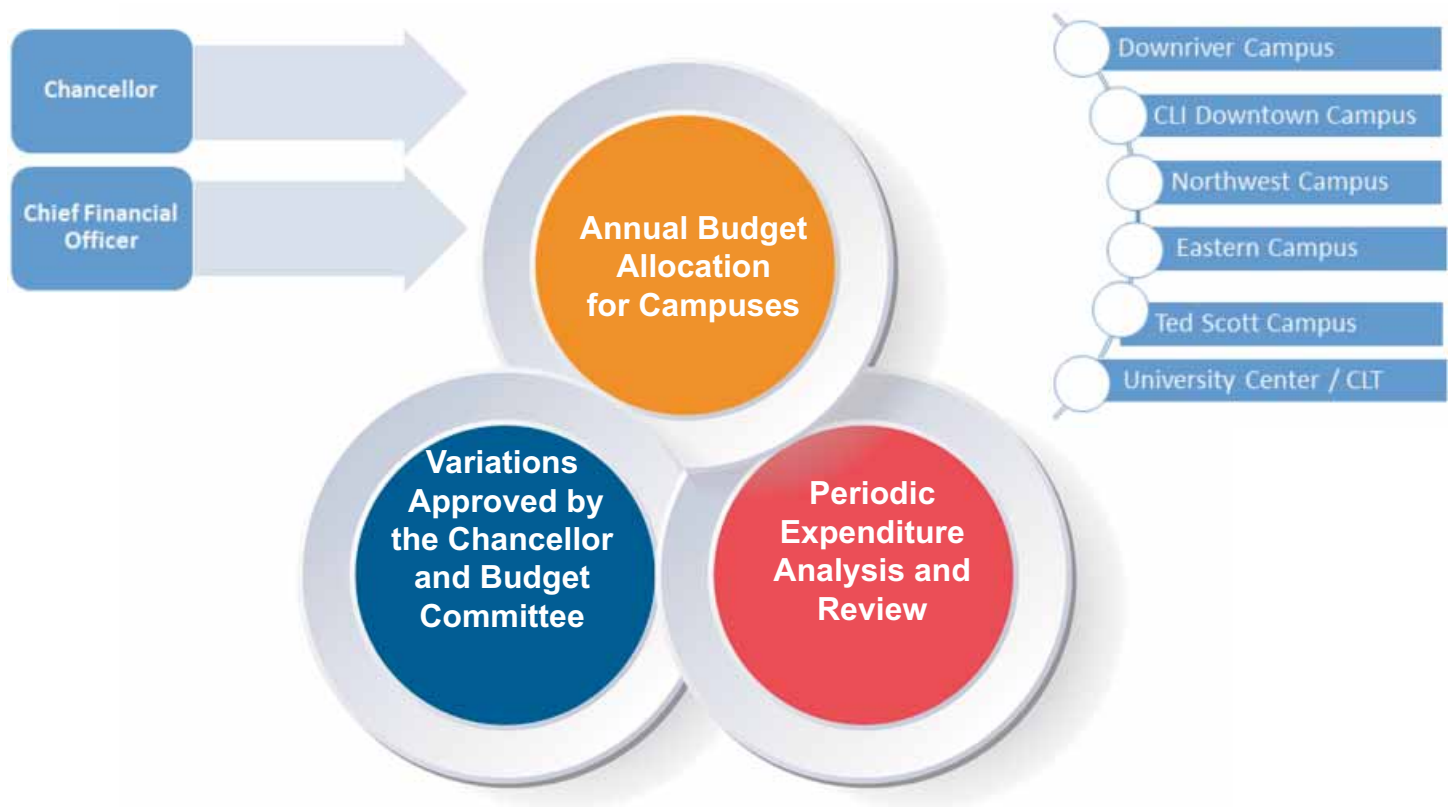 Chancellor
Chief Financial
Officer
Annual Budget
Allocation
for Campuses
Variations
Approved by
the Chancellor
and Budget
Committee
Periodic
Expenditure
Analysis and
Review
Downriver Campus
CLI Downtown Campus
Northwest Campus
Eastern Campus
Ted Scott Campus
University Center / CLT